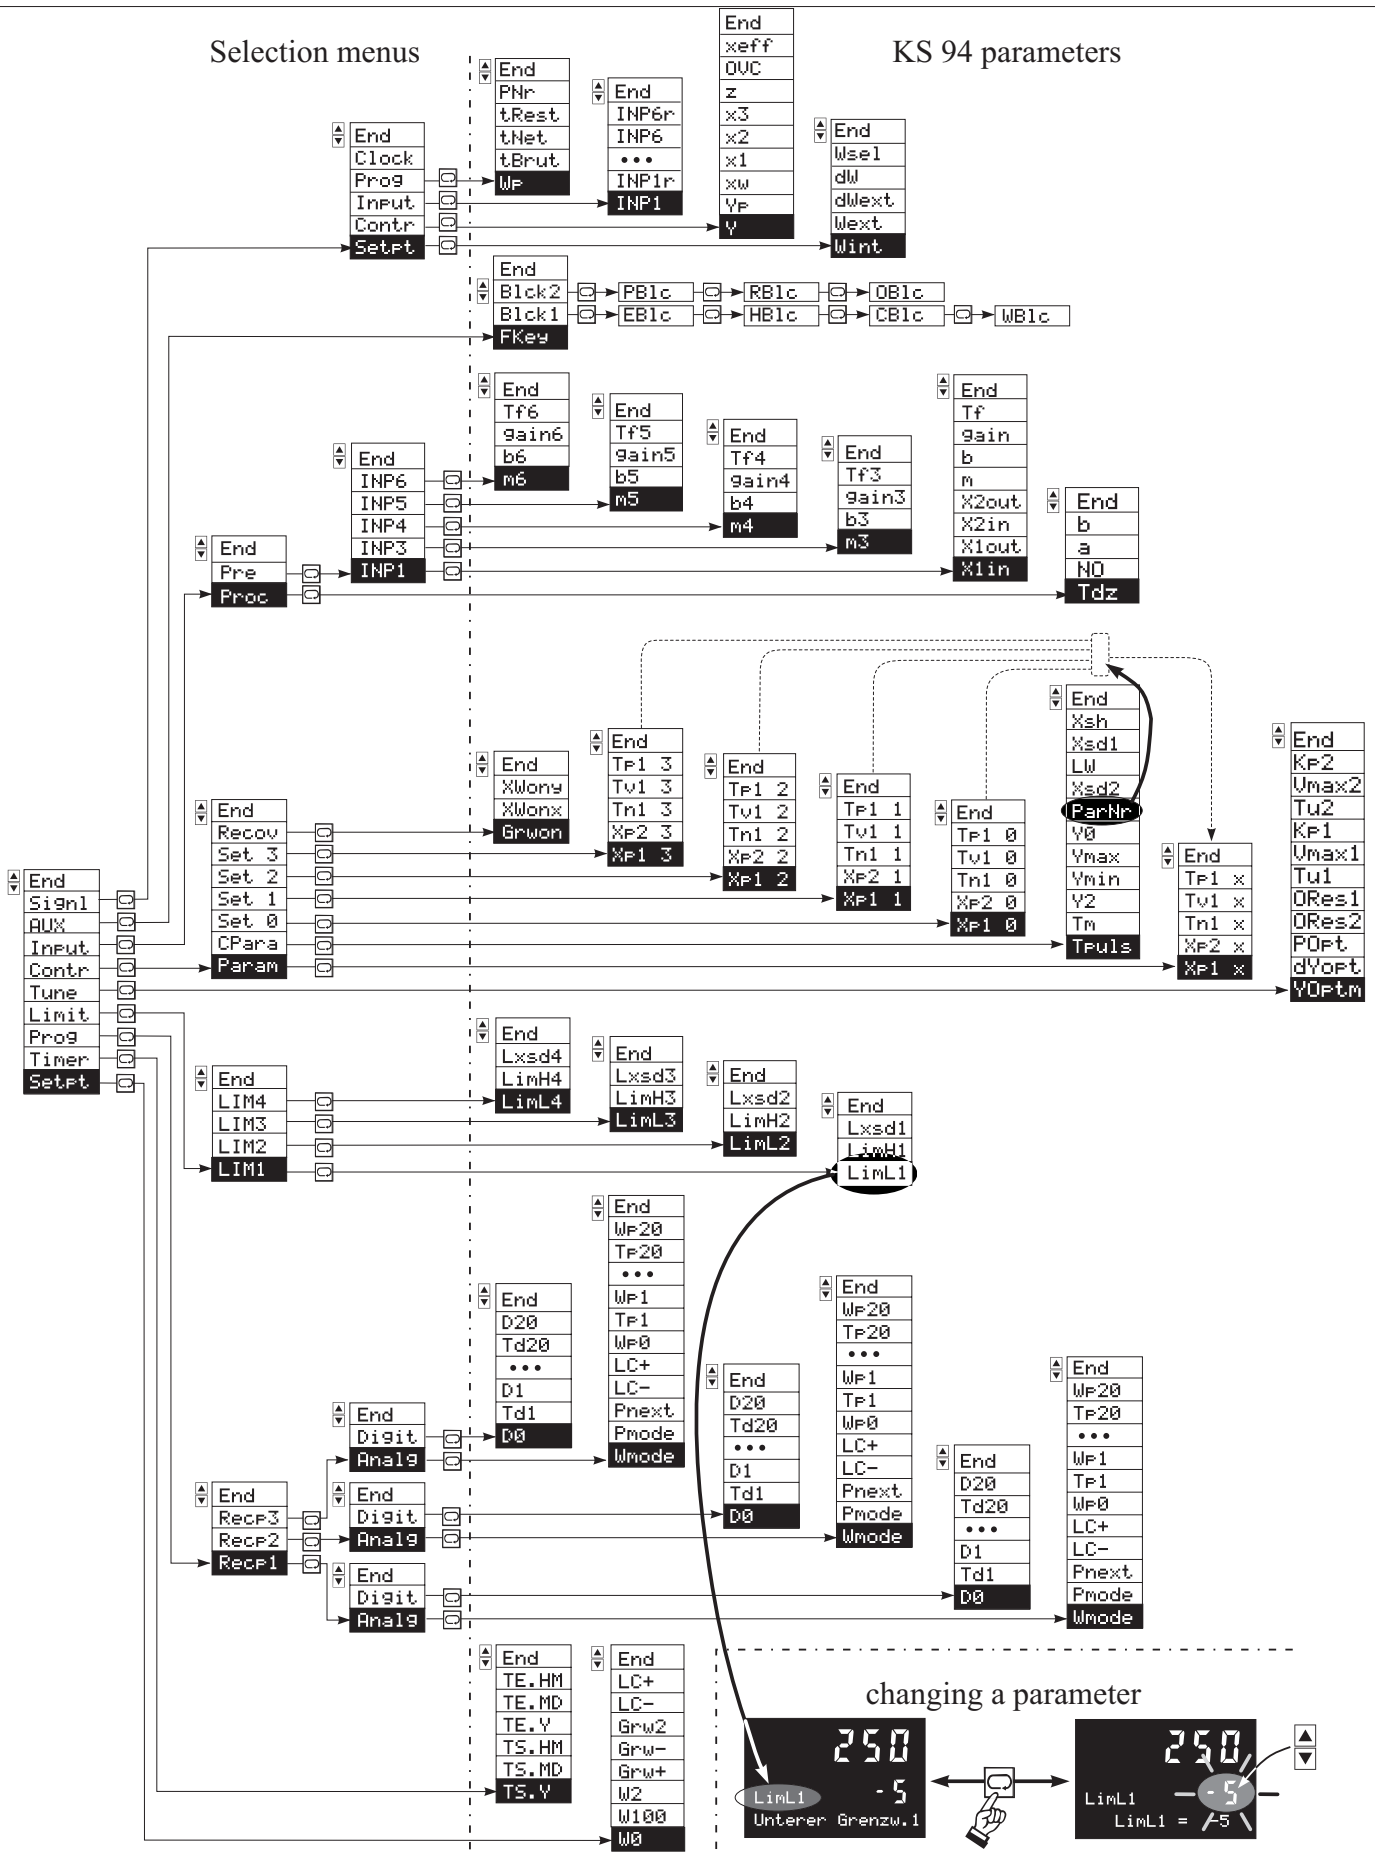 Selection menus
KS 94 parameters
End
Clock
Prog
Input
Contr
Setpt
End
PNr
tRest
tNet
tBrut
Wp
End
INP6r
INP6
•••
INP1r
INP1
End
xeff
OVC
z
x3
x2
x1
xw
Yp
Y
End
Wsel
dW
dWext
Wext
Wint
End
Blck2
Blck1
FKey
PBlc
RBlc
OBlc
EBlc
HBlc
CBlc
WBlc
End
Pre
Proc
End
INP6
INP5
INP4
INP3
INP1
End
Tf6
gain6
b6
m6
End
Tf5
gain5
b5
m5
End
Tf4
gain4
b4
m4
End
Tf3
gain3
b3
m3
End
Tf
gain
b
m
X2out
X2in
X1out
X1in
End
b
a
NO
Tdz
End
Signl
AUX
Input
Contr
Tune
Limit
Prog
Timer
Setpt
End
Recov
Set 3
Set 2
Set 1
Set 0
CPara
Param
End
XWony
XWonx
Grwon
End
Tp1 3
Tv1 3
Tn1 3
Xp2 3
Xp1 3
End
Tp1 2
Tv1 2
Tn1 2
Xp2 2
Xp1 2
End
Tp1 1
Tv1 1
Tn1 1
Xp2 1
Xp1 1
End
Tp1 0
Tv1 0
Tn1 0
Xp2 0
Xp1 0
End
Xsh
Xsd1
LW
Xsd2
ParNr
Y0
Ymax
Ymin
Y2
Tm
Tpuls
End
Tp1 x
Tv1 x
Tn1 x
Xp2 x
Xp1 x
End
Kp2
Vmax2
Tu2
Kp1
Vmax1
Tu1
ORes1
ORes2
POpt
dYopt
YOptm
End
LIM4
LIM3
LIM2
LIM1
End
Lxsd4
LimH4
LimL4
End
Lxsd3
LimH3
LimL3
End
Lxsd2
LimH2
LimL2
End
Lxsd1
LimH1
LimL1
End
Recp3
Recp2
Recp1
End
Digit
Analg
End
Digit
Analg
End
Digit
Analg
End
D20
Td20
•••
D1
Td1
D0
End
Wp20
Tp20
•••
Wp1
Tp1
Wp0
LC+
LC-
Pnext
Pmode
Wmode
End
D20
Td20
•••
D1
Td1
D0
End
Wp20
Tp20
•••
Wp1
Tp1
Wp0
LC+
LC-
Pnext
Pmode
Wmode
End
D20
Td20
•••
D1
Td1
D0
End
Wp20
Tp20
•••
Wp1
Tp1
Wp0
LC+
LC-
Pnext
Pmode
Wmode
End
TE.HM
TE.MD
TE.Y
TS.HM
TS.MD
TS.Y
End
LC+
LC-
Grw2
Grw-
Grw+
W2
W100
W0
changing a parameter
250
-5
LimL1
Unterer Grenzw.1
250
-5
LimL1
LimL1 = -5